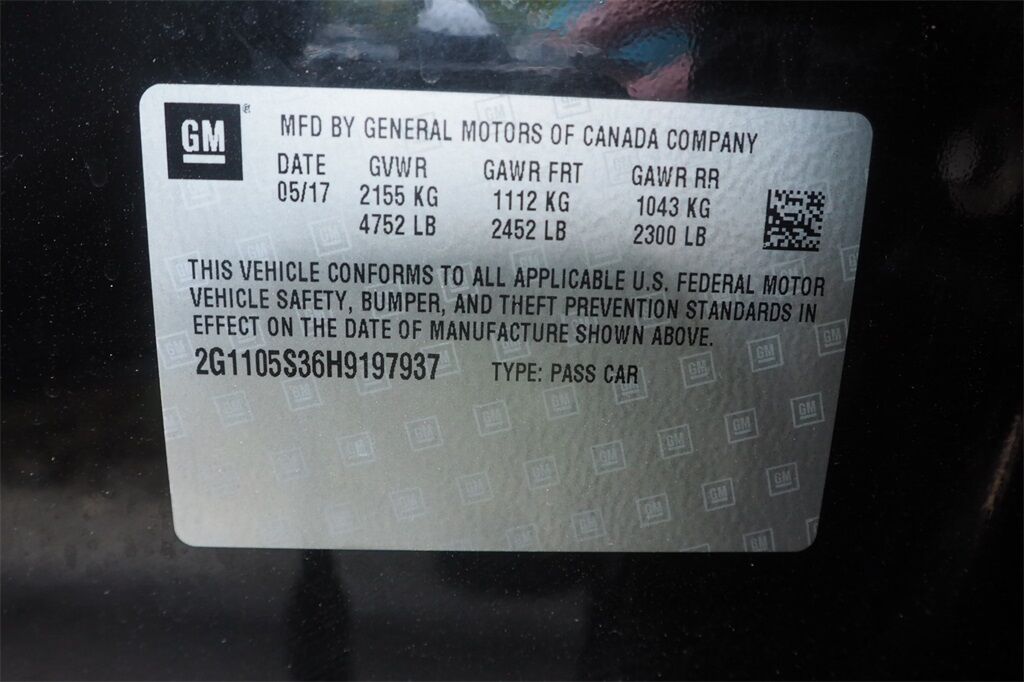 GM®
MFD BY GENERAL MOTORS OF CANADA COMPANY
DATE GVWR GAWR FRT GAWR RR
05/17 2155 KG 1112 KG 1043 KG
4752 LB 2452 LB 2300 LB
THIS VEHICLE CONFORMS TO ALL APPLICABLE U.S. FEDERAL MOTOR
VEHICLE SAFETY, BUMPER, AND THEFT PREVENTION STANDARDS IN
EFFECT ON THE DATE OF MANUFACTURE SHOWN ABOVE.
2G1105S36H9197937 TYPE: PASS CAR